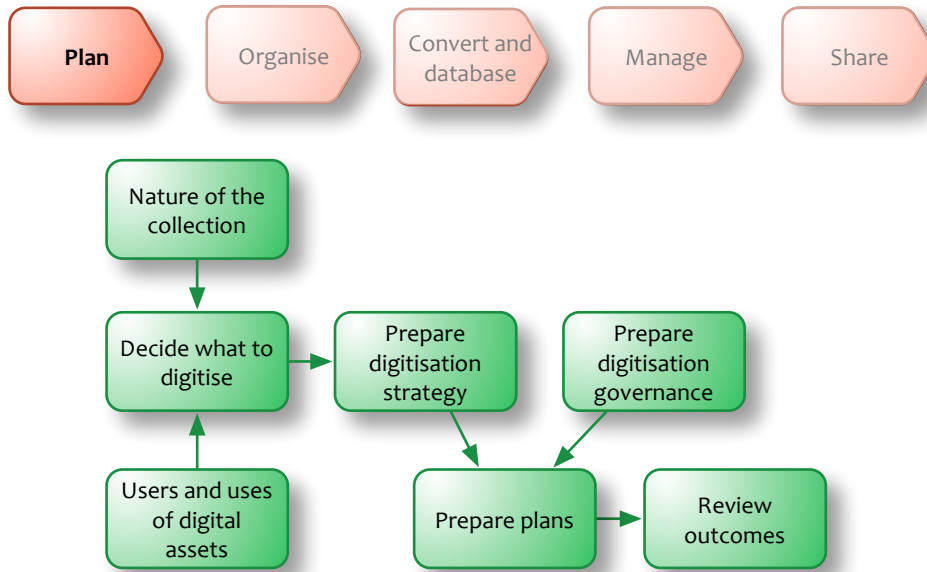 Plan
Organise
Convert and
database
Manage
Share
Nature of the
collection
Decide what to
digitise
Prepare
digitisation
strategy
Prepare
digitisation
governance
Users and uses
of digital
assets
Prepare plans
Review
outcomes